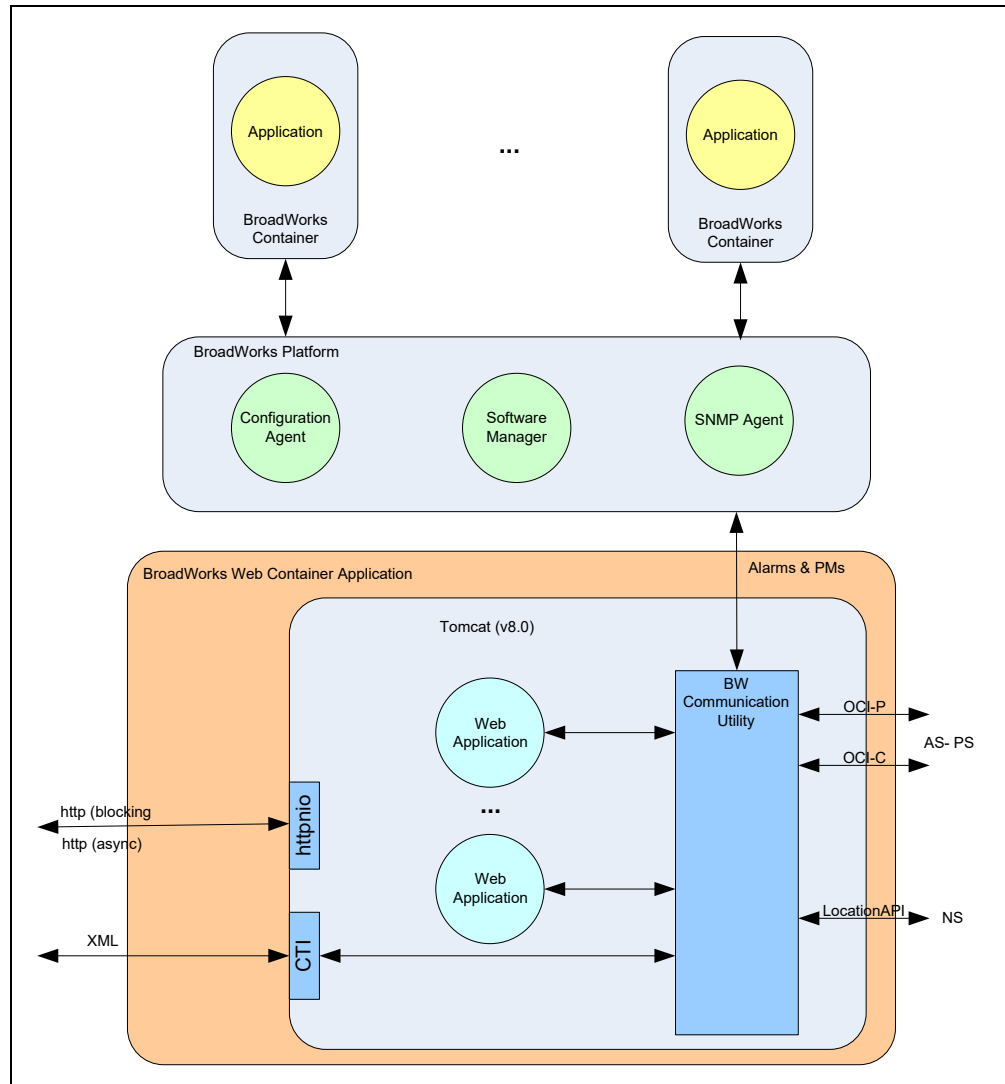 Application
Application
...
BroadWorks
Container
BroadWorks
Container
BroadWorks Platform
Configuration
Agent
Software
Manager
SNMP Agent
BroadWorks Web Container Application
Alarms & PMs
Tomcat (v8.0)
BW
Communication
Utility
Web
Application
OCI-P
AS- PS
OCI-C
...
httpnio
http (blocking
http (async)
Web
Application
LocationAPI
NS
XML
CTI